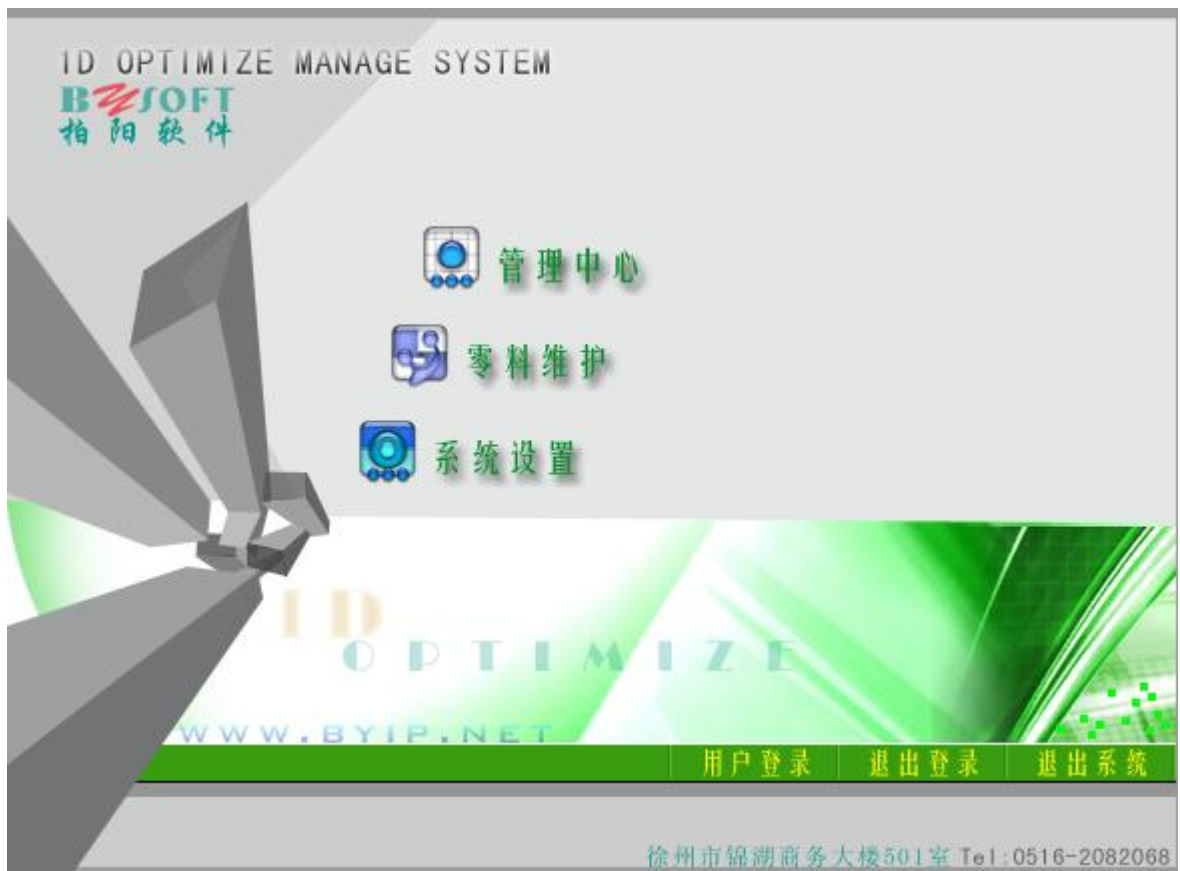 1D OPTIMIZE MANAGE SYSTEM
BYSOFT
柏阳软件
管理中心
零料维护
系统设置
1D
OPTIMIZE
WWW.BYIP.NET
用户登录 退出登录 退出系统
徐州市锦湖商务大楼501室 Tel:0516-2082068